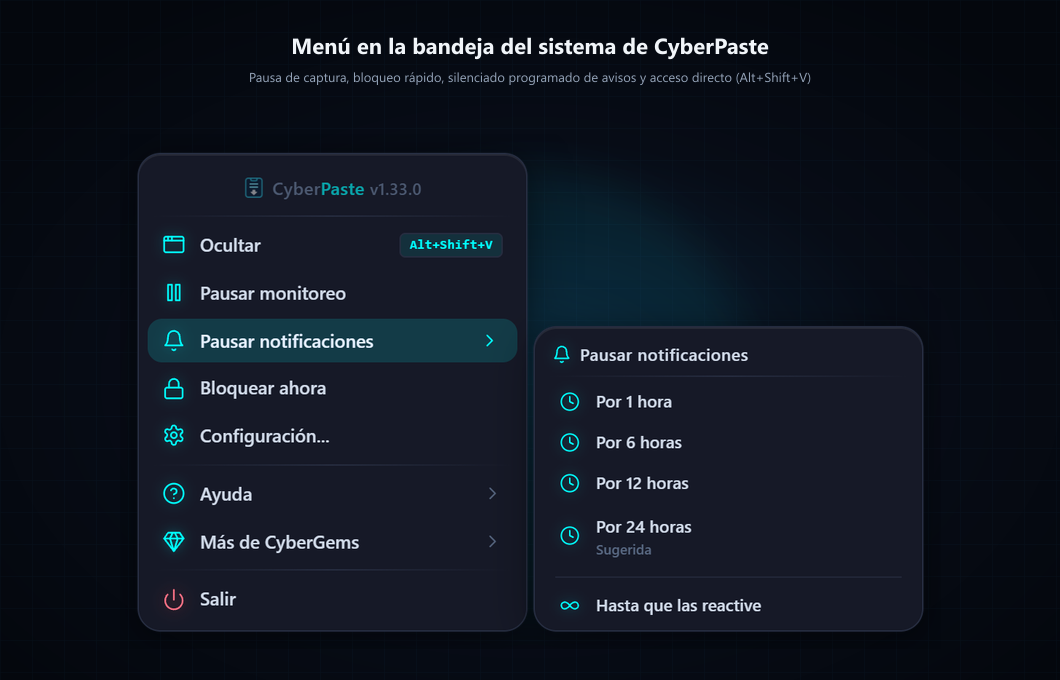 Menú en la bandeja del sistema de CyberPaste
Pausa de captura, bloqueo rápido, silenciado programado de avisos y acceso directo (Alt+Shift+V)
CyberPaste v1.33.0
Ocultar Alt+Shift+V
Pausar monitoreo
Pausar notificaciones
Bloquear ahora
Configuración...
Ayuda
Más de CyberGems
Salir
Pausar notificaciones
Por 1 hora
Por 6 horas
Por 12 horas
Por 24 horas
Sugerida
Hasta que las reactive